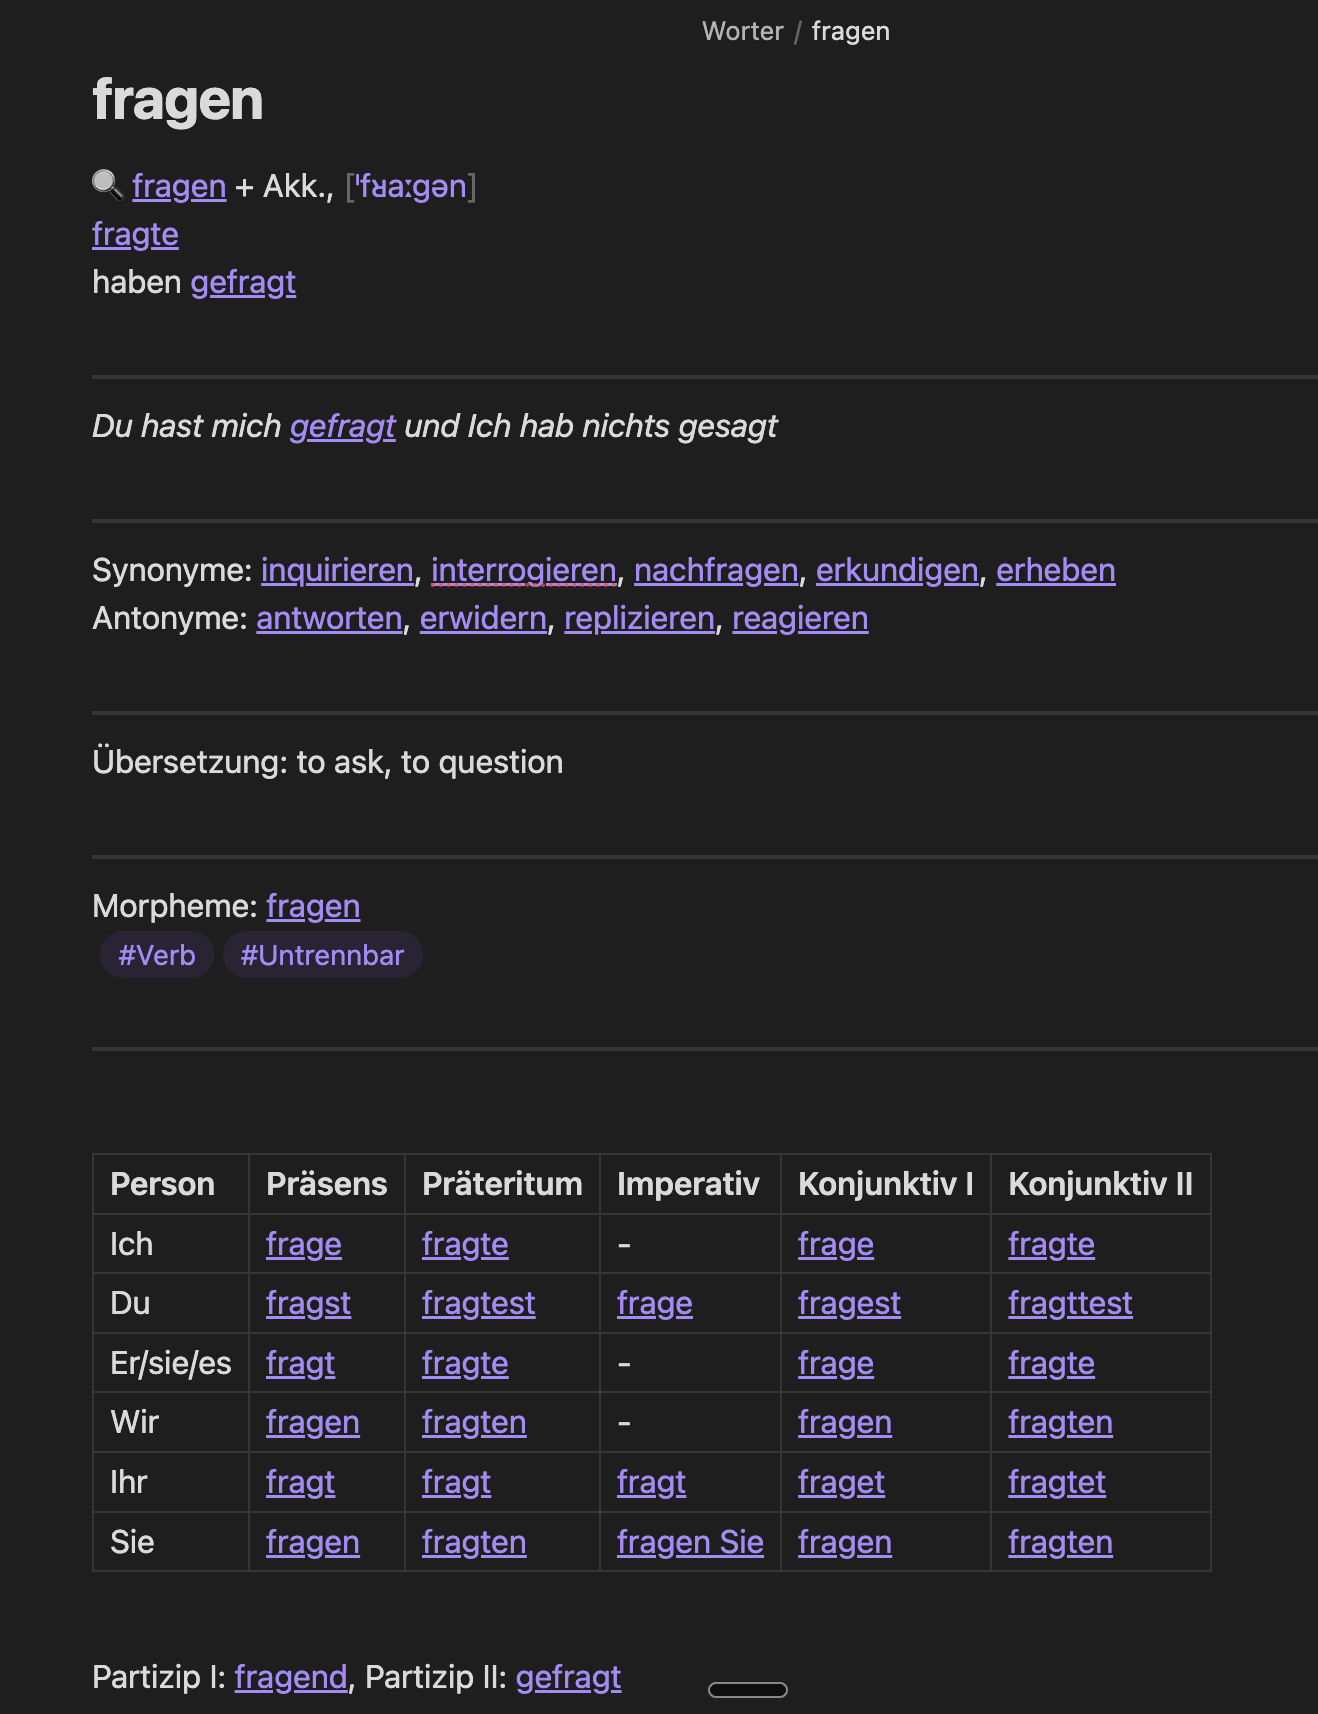 Worter / fragen
fragen
🔍 fragen + Akk., [ˈfʁaːɡən]
fragte
haben gefragt
Du hast mich gefragt und Ich hab nichts gesagt
Synonyme: inquirieren, interrogieren, nachfragen, erkundigen, erheben
Antonyme: antworten, erwidern, replizieren, reagieren
Übersetzung: to ask, to question
Morpheme: fragen
#Verb #Untrennbar
Person Präsens Präteritum Imperativ Konjunktiv I Konjunktiv II
Ich frage fragte - frage fragte
Du fragst fragtest frage fragest fragttest
Er/sie/es fragt fragte - frage fragte
Wir fragen fragten - fragen fragten
Ihr fragt fragt fragt fraget fragtet
Sie fragen fragten fragen Sie fragen fragten
Partizip I: fragend, Partizip II: gefragt